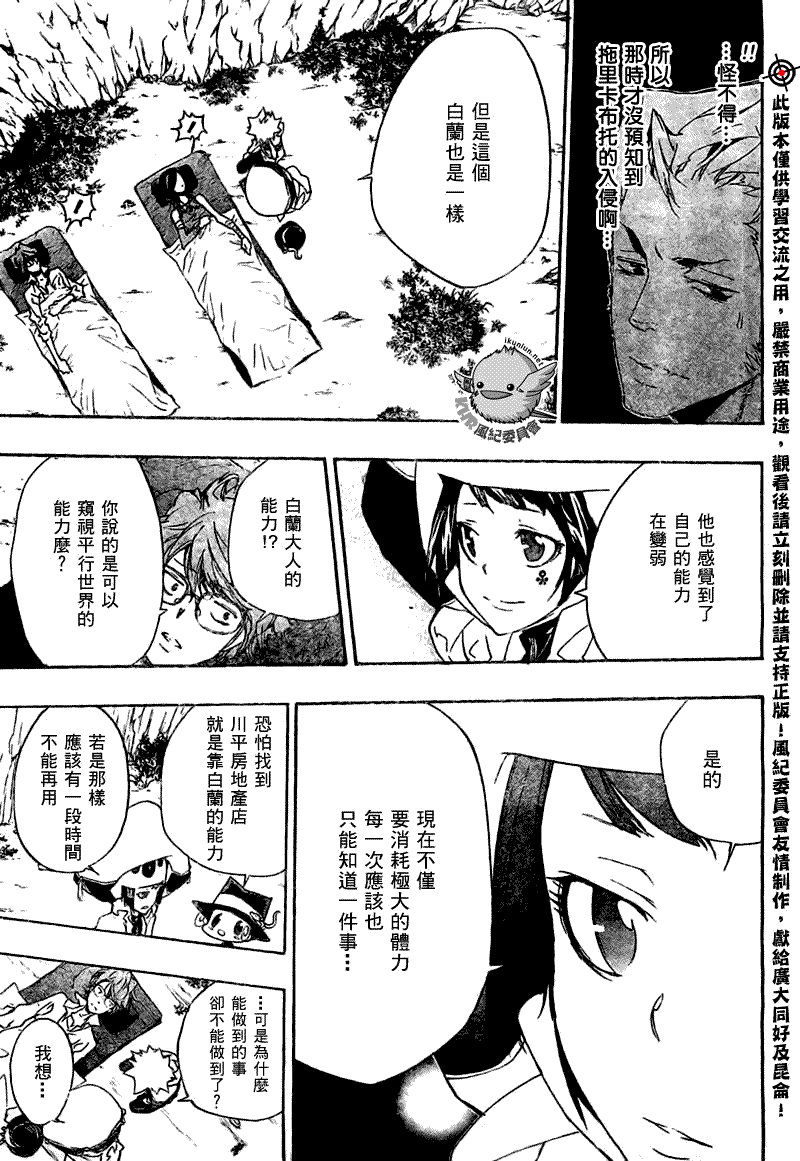 !!
…怪不得…
所以
那時才沒預知到
拖里卡布托的入侵啊…
但是這個
白蘭也是一樣
ikunlun.net
KUR風紀委員會
他也感覺到了
自己的能力
在變弱
白蘭大人的
能力!?
你說的是可以
窺視平行世界的
能力麼？
是的
現在不僅
要消耗極大的體力
每一次應該也
只能知道一件事…
恐怕找到
川平房地產店
就是靠白蘭的能力
若是那樣
應該有一段時間
不能再用
…可是為什麼
能做到的事
卻不能做到了？
我想…
此版本僅供學習交流之用，嚴禁商業用途，觀看後請立刻刪除並請支持正版！風紀委員會友情制作，獻給廣大同好及昆侖！